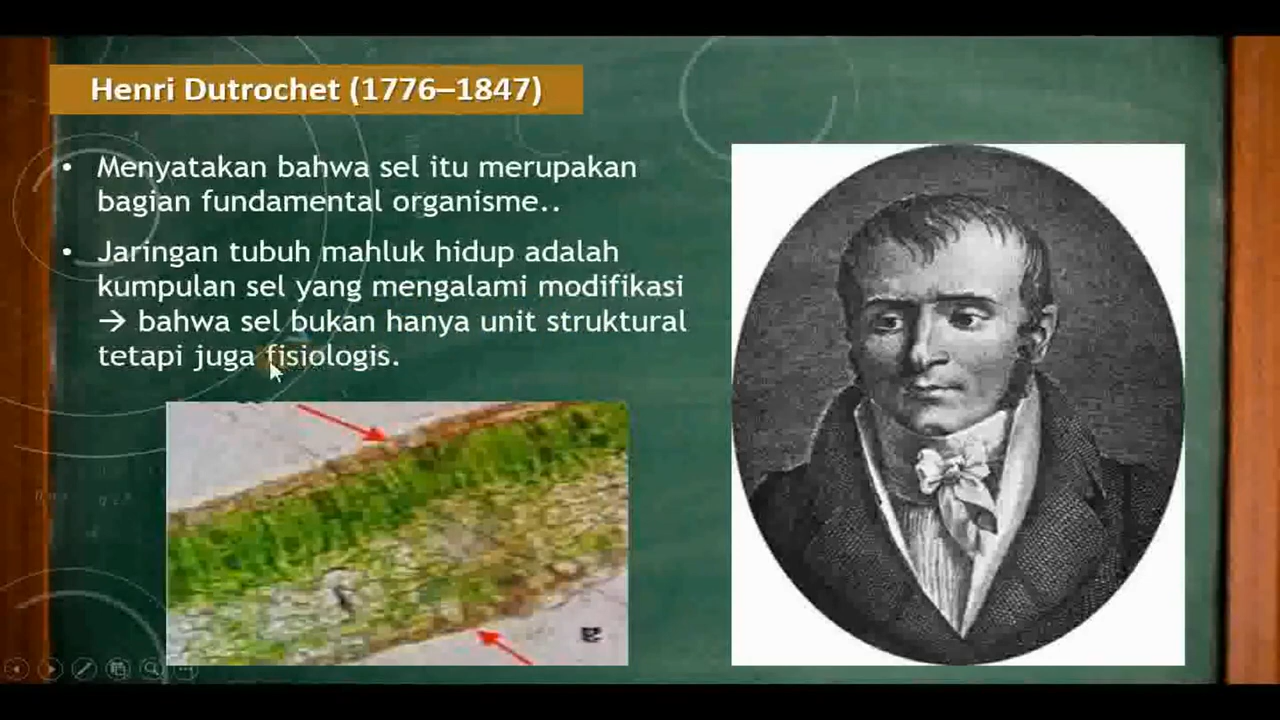 Henri Dutrochet (1776–1847)
• Menyatakan bahwa sel itu merupakan
bagian fundamental organisme..
• Jaringan tubuh mahluk hidup adalah
kumpulan sel yang mengalami modifikasi
→ bahwa sel bukan hanya unit struktural
tetapi juga fisiologis.